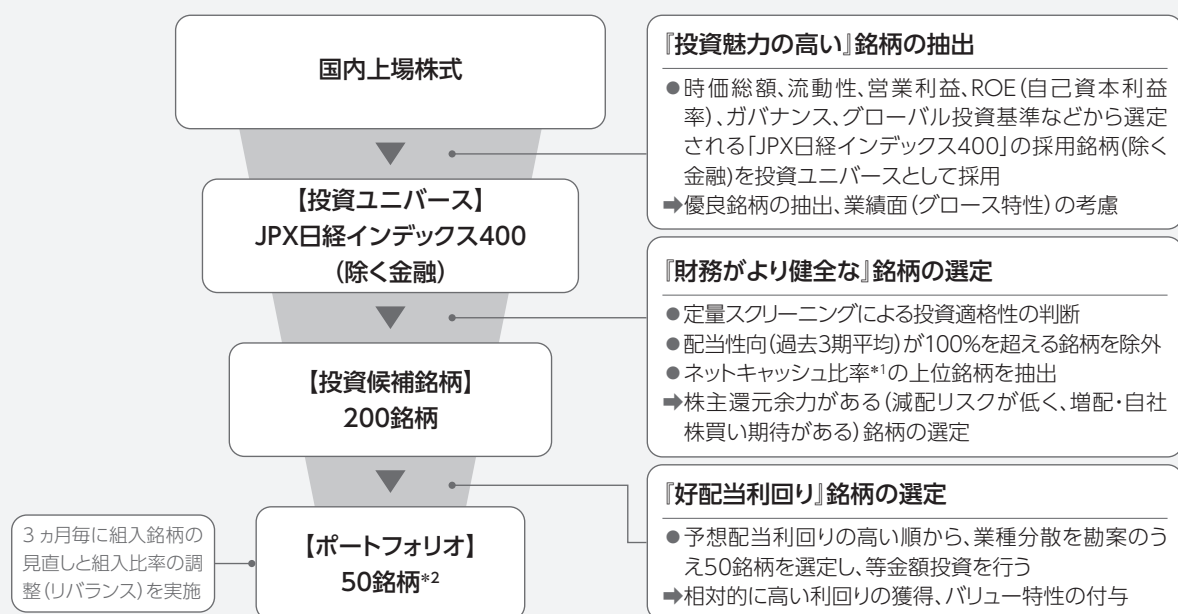 国内上場株式
『投資魅力の高い』銘柄の抽出
●時価総額、流動性、営業利益、ROE(自己資本利益
率)、ガバナンス、グローバル投資基準などから選定
される「JPX日経インデックス400」の採用銘柄(除く
金融)を投資ユニバースとして採用
➡優良銘柄の抽出、業績面(グロース特性)の考慮
【投資ユニバース】
JPX日経インデックス400
(除く金融)
『財務がより健全な』銘柄の選定
●定量スクリーニングによる投資適格性の判断
●配当性向(過去3期平均)が100%を超える銘柄を除外
●ネットキャッシュ比率*1の上位銘柄を抽出
➡株主還元余力がある(減配リスクが低く、増配・自社
株買い期待がある)銘柄の選定
【投資候補銘柄】
200銘柄
『好配当利回り』銘柄の選定
●予想配当利回りの高い順から、業種分散を勘案のう
え50銘柄を選定し、等金額投資を行う
➡相対的に高い利回りの獲得、バリュー特性の付与
【ポートフォリオ】
50銘柄*2
3ヵ月毎に組入銘柄の
見直しと組入比率の調
整(リバランス)を実施